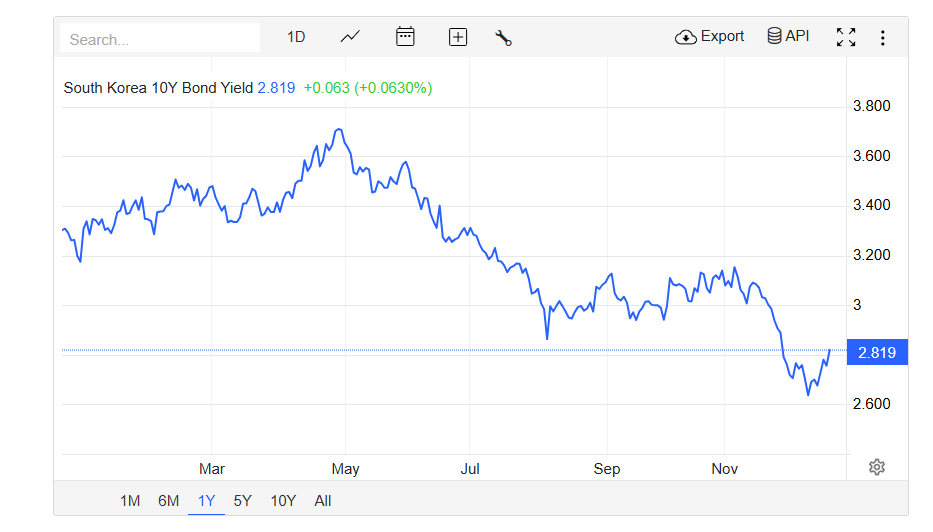 Search... 1D Export API
South Korea 10Y Bond Yield 2.819 +0.063 (+0.0630%)
3.800
3.600
3.400
3.200
3
2.819
2.600
Mar May Jul Sep Nov
1M 6M 1Y 5Y 10Y All